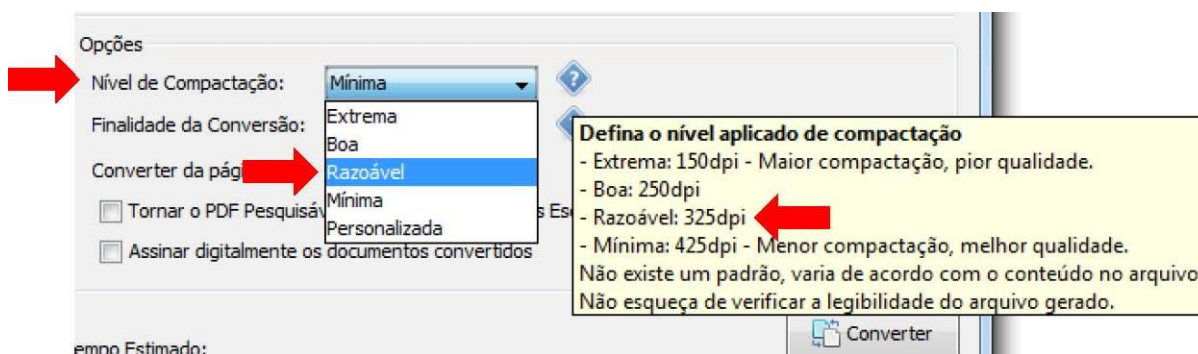 Opções
Nível de Compactação: Mínima
Extrema
Finalidade da Conversão:
Boa
Converter da pági
Razoável
Mínima
Tornar o PDF Pesquisáv
s Es
Personalizada
Assinar digitalmente os documentos convertidos
Defina o nível aplicado de compactação
- Extrema: 150dpi - Maior compactação, pior qualidade.
- Boa: 250dpi
- Razoável: 325dpi
- Mínima: 425dpi - Menor compactação, melhor qualidade.
Não existe um padrão, varia de acordo com o conteúdo no arquivo
Não esqueça de verificar a legibilidade do arquivo gerado.
Converter
empo Estimado: